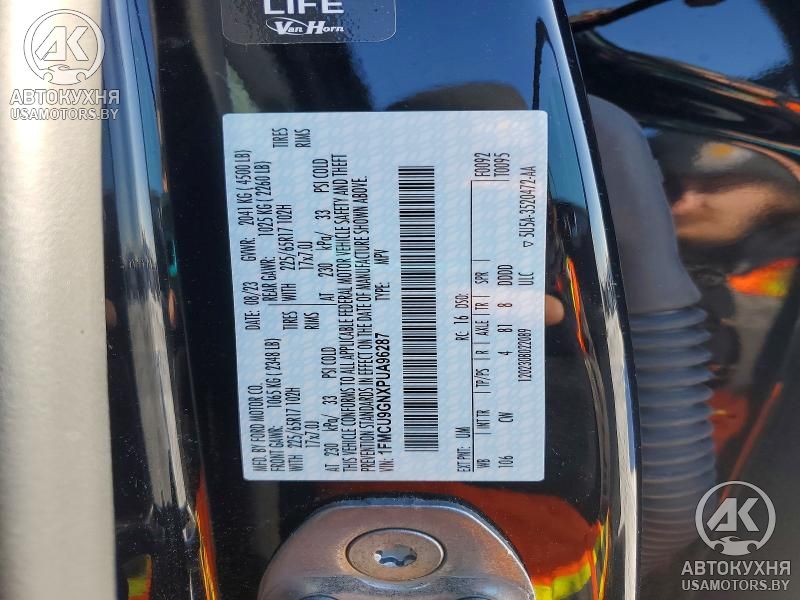 LIFE
Van Horn
MFD. BY FORD MOTOR CO.
DATE: 08/23
GVWR: 2041 KG ( 4500 LB)
FRONT GAWR: 1065 KG ( 2348 LB)
REAR GAWR: 1025 KG ( 2260 LB)
WITH 225/65R17 102H TIRES
WITH 225/65R17 102H TIRES
17x7.0J RIMS
17x7.0J RIMS
AT 230 kPa/ 33 PSI COLD
AT 230 kPa/ 33 PSI COLD
THIS VEHICLE CONFORMS TO ALL APPLICABLE FEDERAL MOTOR VEHICLE SAFETY AND THEFT
PREVENTION STANDARDS IN EFFECT ON THE DATE OF MANUFACTURE SHOWN ABOVE.
VIN: 1FMCU9GNXPUA96287
TYPE: MPV
F0092
T0095
EXT PNT: UM
RC: 16 DSO:
WB INT TR TP/PS R AXLE TR SPR
106 CW 4 B1 8 DDDD
ULC
5U5A-3520472-AA
АВТОКУХНЯ
USAMOTORS.BY
АВТОКУХНЯ
USAMOTORS.BY